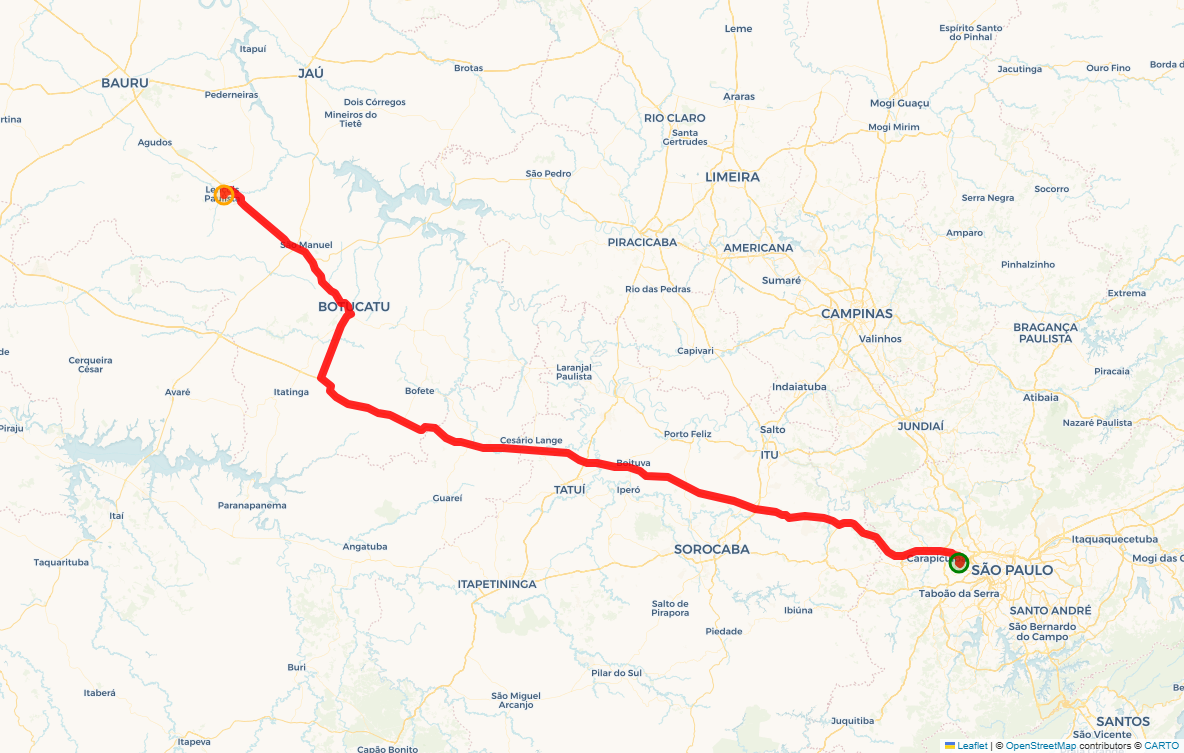 Leme
Espírito Santo
do Pinhal
Itapuí
BAURU
JAÚ
Brotas
Jacutinga
Ouro Fino
Borda d
Pederneiras
Dois Córregos
Araras
Mogi Guaçu
Mineiros do
Tietê
RIO CLARO
Mogi Mirim
rtina
Santa
Gertrudes
Agudos
São Pedro
LIMEIRA
Socorro
Serra Negra
Amparo
São Manuel
PIRACICABA
AMERICANA
Pinhalzinho
Sumaré
Rio das Pedras
Extrema
BOTUCATU
CAMPINAS
BRAGANÇA
PAULISTA
Valinhos
de
Capivari
Cerqueira
César
Laranjal
Paulista
Piracaia
Avaré
Itatinga
Bofete
Indaiatuba
Atibaia
Piraju
Salto
JUNDIAÍ
Nazaré Paulista
Porto Feliz
Cesário Lange
ITU
Boituva
TATUÍ
Iperó
Guareí
Paranapanema
Itaí
Itaquaquecetuba
Angatuba
SOROCABA
Mogi das C
Taquarituba
SÃO PAULO
ITAPETININGA
Taboão da Serra
Salto de
Pirapora
Ibiúna
SANTO ANDRÉ
São Bernardo
do Campo
Piedade
Buri
Pilar do Sul
Itaberá
São Miguel
Arcanjo
Be
Juquitiba
SANTOS
São Vicente
Itapeva
Capão Bonito
Leaflet | © OpenStreetMap contributors © CARTO